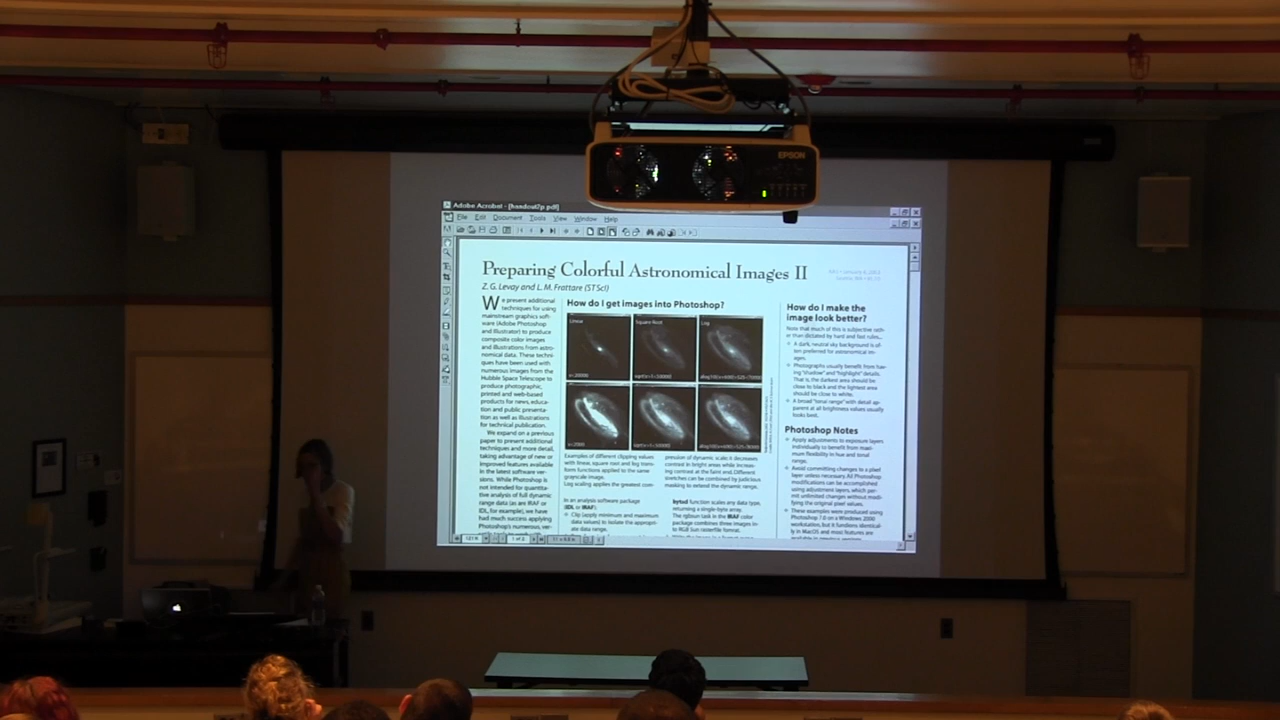 EPSON
Adobe Acrobat - [handout2p.pdf]
File Edit Document Tools View Window Help
Preparing Colorful Astronomical Images II
Z. G. Levay and L. M. Frattare (STScI)
We present additional
techniques for using
mainstream graphics soft-
ware (Adobe Photoshop
and Illustrator) to produce
composite color images
and illustrations from astro-
nomical data. These techni-
ques have been used with
numerous images from the
Hubble Space Telescope to
produce photographic,
printed and web-based
products for news, educa-
tion and public presenta-
tion as well as illustrations
for technical publication.
We expand on a previous
paper to present additional
techniques and more detail,
taking advantage of new or
improved features available
in the latest software ver-
sions. While Photoshop is
not intended for quantita-
tive analysis of full dynamic
range data (as are IRAF or
IDL, for example), we have
had much success applying
Photoshop's numerous, ver-
How do I get images into Photoshop?
Linear
Square Root
Log
Examples of different clipping values
with linear, square root and log trans-
forms functions applied to the same
grayscale image.
Log scaling applies the greatest com-
pression of dynamic scale; it decreases
contrast in bright areas while increas-
ing contrast at the faint end. Different
stretches can be combined by judicious
masking to extend the dynamic range.
In an analysis software package
(IDL or IRAF):
Clip (apply minimum and maximum
data values) to isolate the appropri-
ate data range.
bytscl function scales any data type,
returning a single-byte array.
The rgbsun task in the IRAF color
package combines three images in-
to RGB Sun rasterfile format.
How do I make the
image look better?
Note that much of this is subjective rath-
er than dictated by hard and fast rules...
A dark, neutral sky background is of-
ten preferred for astronomical im-
ages.
Photographs usually benefit from hav-
ing "shadow" and "highlight" details.
That is, the darkest area should be
close to black and the lightest area
should be close to white.
A broad "tonal range" with detail ap-
parent at all brightness values usually
looks best.
Photoshop Notes
Apply adjustments to exposure layers
individually to benefit from maxi-
mum flexibility in hue and tonal
range.
Avoid committing changes to a pixel
layer unless necessary. All Photoshop
modifications can be accomplished
using adjustment layers, which per-
mit unlimited changes without modi-
fying the original pixel values.
These examples were produced using
Photoshop 7.0 on a Windows 2000
workstation, but it functions identical-
ly in MacOS and most features are